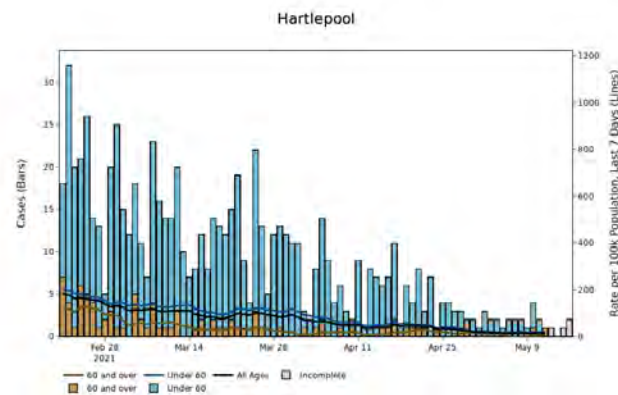 Hartlepool
Cases (Bars)
30
25
20
15
10
5
0
Rate per 100k Population, Last 7 Days (Lines)
1200
1000
800
600
400
200
0
Feb 28
2021
Mar 14
Mar 28
Apr 11
Apr 25
May 9
60 and over
Under 60
All Ages
Incomplete
60 and over
Under 60